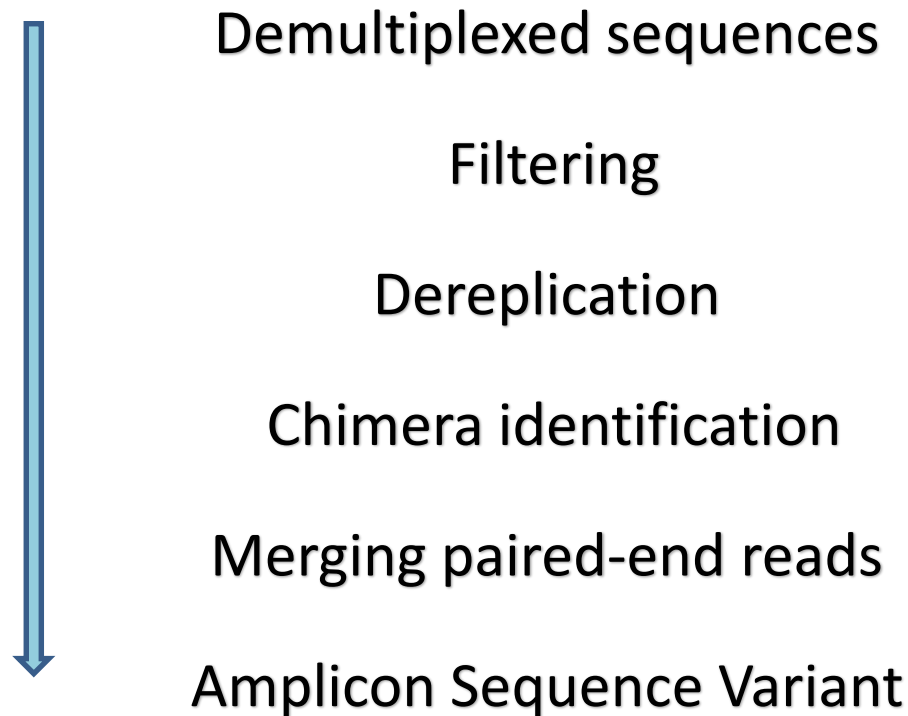 Demultiplexed sequences
Filtering
Dereplication
Chimera identification
Merging paired-end reads
Amplicon Sequence Variant